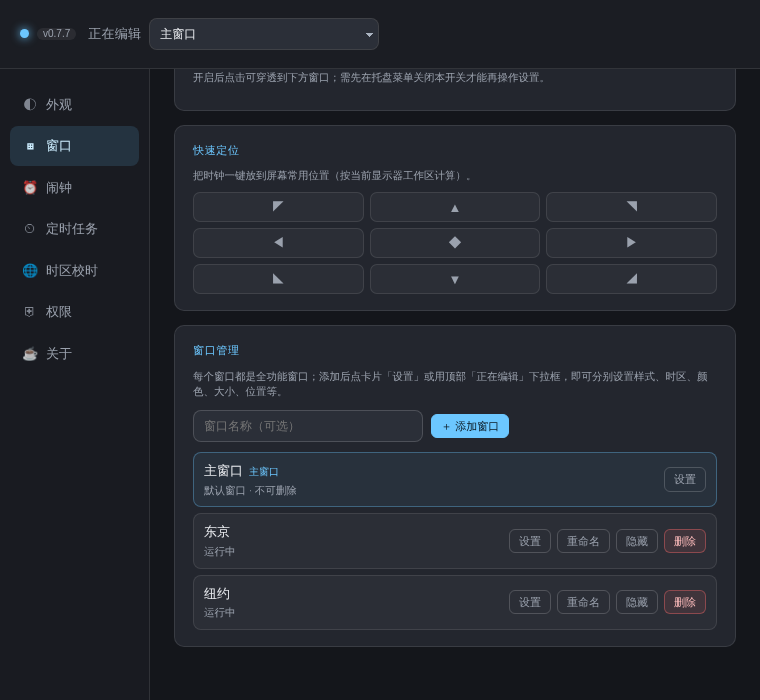 v0.7.7 正在编辑 主窗口
外观
窗口
闹钟
定时任务
时区校时
权限
关于
开启后点击可穿透到下方窗口；需先在托盘菜单关闭本开关才能再操作设置。
快速定位
把时钟一键放到屏幕常用位置（按当前显示器工作区计算）。
◤ ▲ ◥
◀ ◆ ▶
◣ ▼ ◢
窗口管理
每个窗口都是全功能窗口；添加后点卡片「设置」或用顶部「正在编辑」下拉框，即可分别设置样式、时区、颜
色、大小、位置等。
窗口名称（可选） ＋ 添加窗口
主窗口 主窗口
默认窗口 · 不可删除
设置
东京
运行中
设置 重命名 隐藏 删除
纽约
运行中
设置 重命名 隐藏 删除